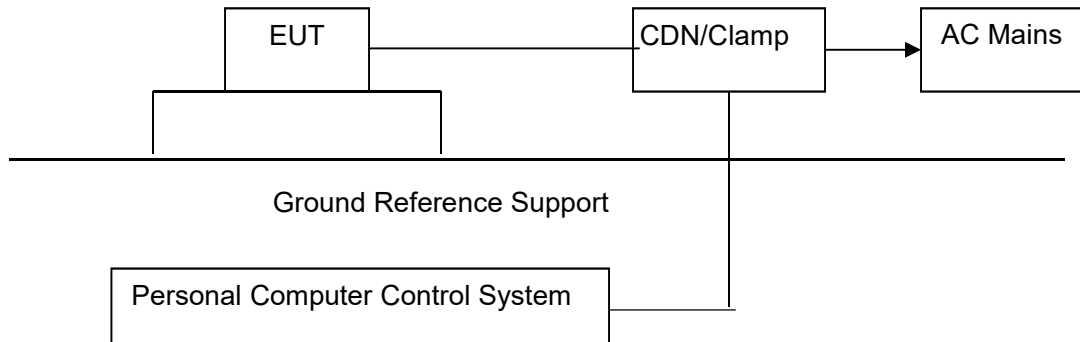 EUT
CDN/Clamp
AC Mains
Ground Reference Support
Personal Computer Control System